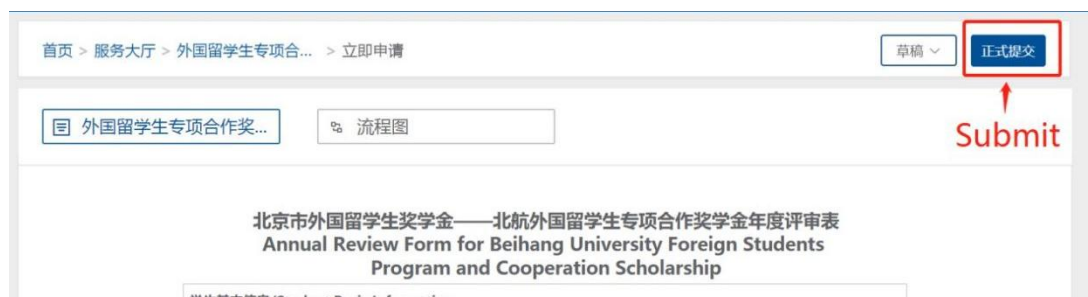 首页 > 服务大厅 > 外国留学生专项合... > 立即申请
草稿
正式提交
外国留学生专项合作奖...
流程图
Submit
北京市外国留学生奖学金——北航外国留学生专项合作奖学金年度评审表
Annual Review Form for Beihang University Foreign Students
Program and Cooperation Scholarship